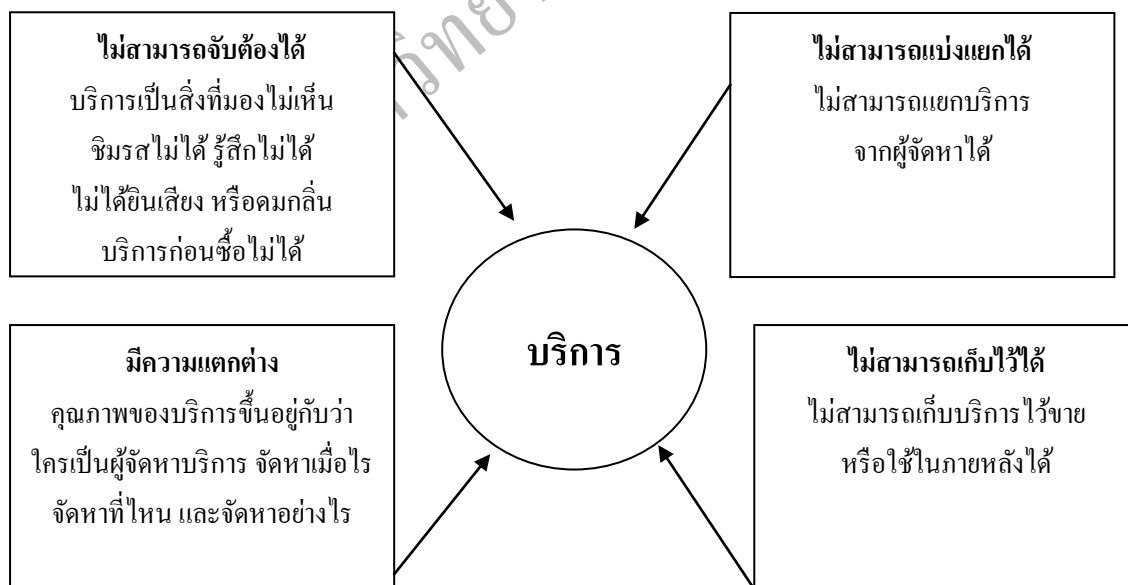 ไม่สามารถจับต้องได้
บริการเป็นสิ่งที่มองไม่เห็น
ชิมรสไม่ได้ รู้สึกไม่ได้
ไม่ได้ยินเสียง หรือดมกลิ่น
บริการก่อนซื้อไม่ได้
ไม่สามารถแบ่งแยกได้
ไม่สามารถแยกบริการ
จากผู้จัดหาได้
บริการ
มีความแตกต่าง
คุณภาพของบริการขึ้นอยู่กับว่า
ใครเป็นผู้จัดหาบริการ จัดหาเมื่อไร
จัดหาที่ไหน และจัดหาอย่างไร
ไม่สามารถเก็บไว้ได้
ไม่สามารถเก็บบริการไว้ขาย
หรือใช้ในภายหลังได้